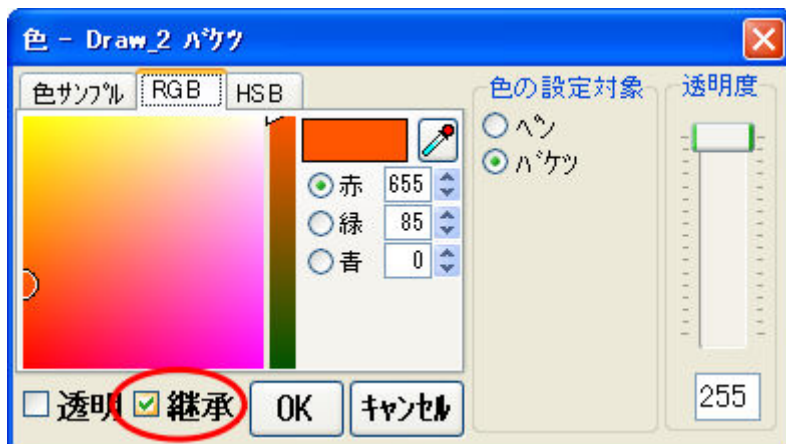 色 - Draw_2 ﾊﾞｹﾂ
色ｻﾝﾌﾟﾙ RGB HSB
色の設定対象
透明度
ﾍﾟﾝ
ﾊﾞｹﾂ
赤 655
緑 85
青 0
透明 継承 OK ｷｬﾝｾﾙ
255